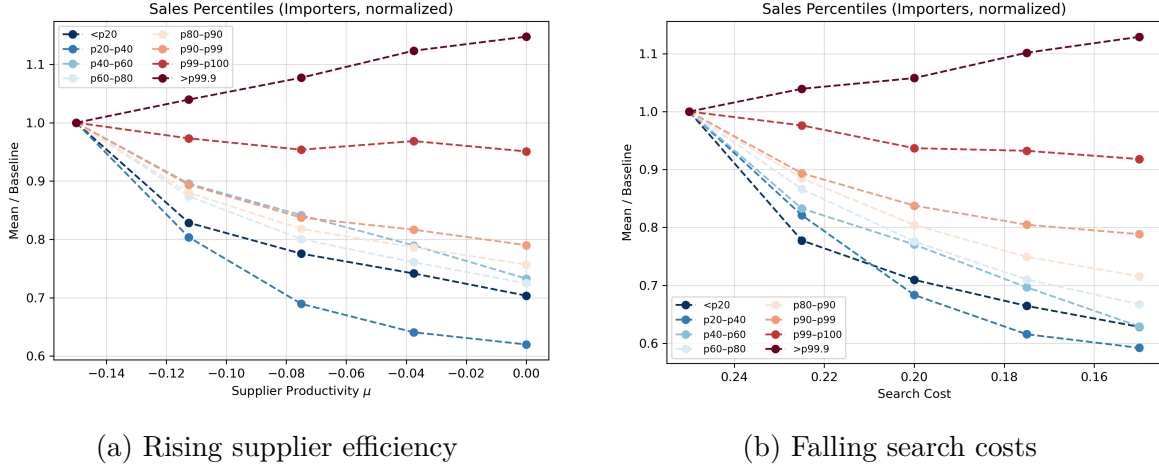 Sales Percentiles (Importers, normalized)
Mean / Baseline
1.1
1.0
0.9
0.8
0.7
0.6
<p20
p20–p40
p40–p60
p60–p80
p80–p90
p90–p99
p99–p100
>p99.9
−0.14
−0.12
−0.10
−0.08
−0.06
−0.04
−0.02
0.00
Supplier Productivity μ
(a) Rising supplier efficiency
Sales Percentiles (Importers, normalized)
Mean / Baseline
1.1
1.0
0.9
0.8
0.7
0.6
<p20
p20–p40
p40–p60
p60–p80
p80–p90
p90–p99
p99–p100
>p99.9
0.24
0.22
0.20
0.18
0.16
Search Cost
(b) Falling search costs